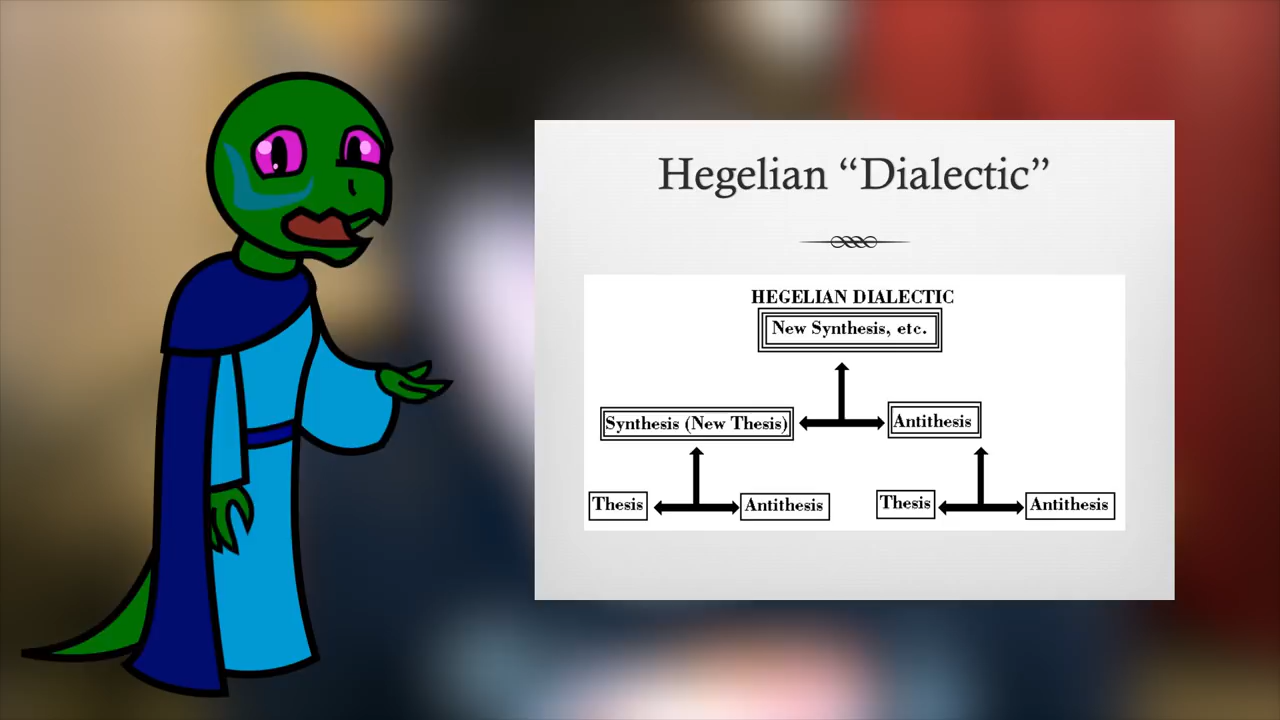 Hegelian “Dialectic”
HEGELIAN DIALECTIC
New Synthesis, etc.
Synthesis (New Thesis)
Antithesis
Thesis
Antithesis
Thesis
Antithesis